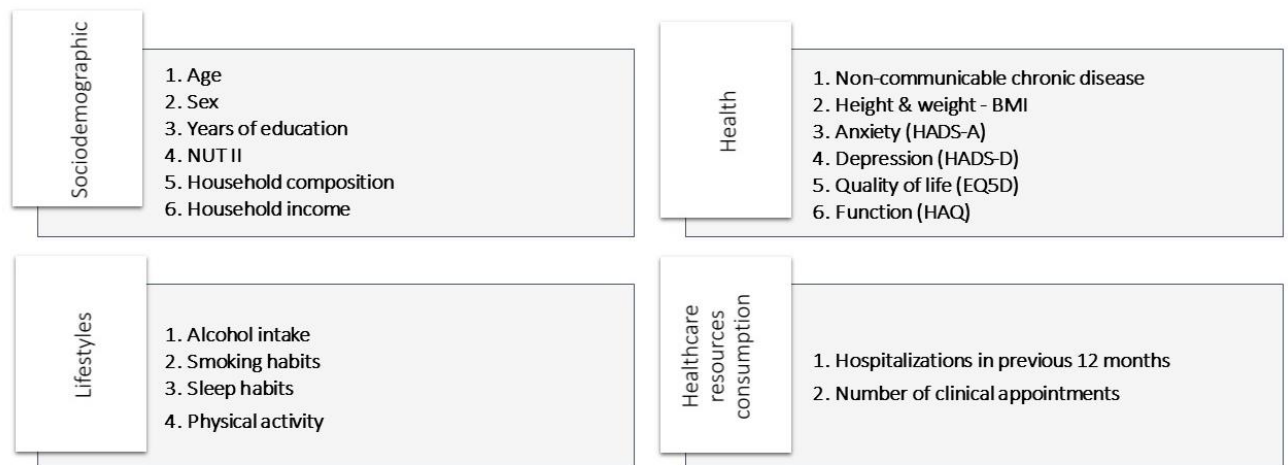 Sociodemographic
1. Age
2. Sex
3. Years of education
4. NUT II
5. Household composition
6. Household income
Health
1. Non-communicable chronic disease
2. Height & weight - BMI
3. Anxiety (HADS-A)
4. Depression (HADS-D)
5. Quality of life (EQ5D)
6. Function (HAQ)
Lifestyles
1. Alcohol intake
2. Smoking habits
3. Sleep habits
4. Physical activity
Healthcare
resources
consumption
1. Hospitalizations in previous 12 months
2. Number of clinical appointments